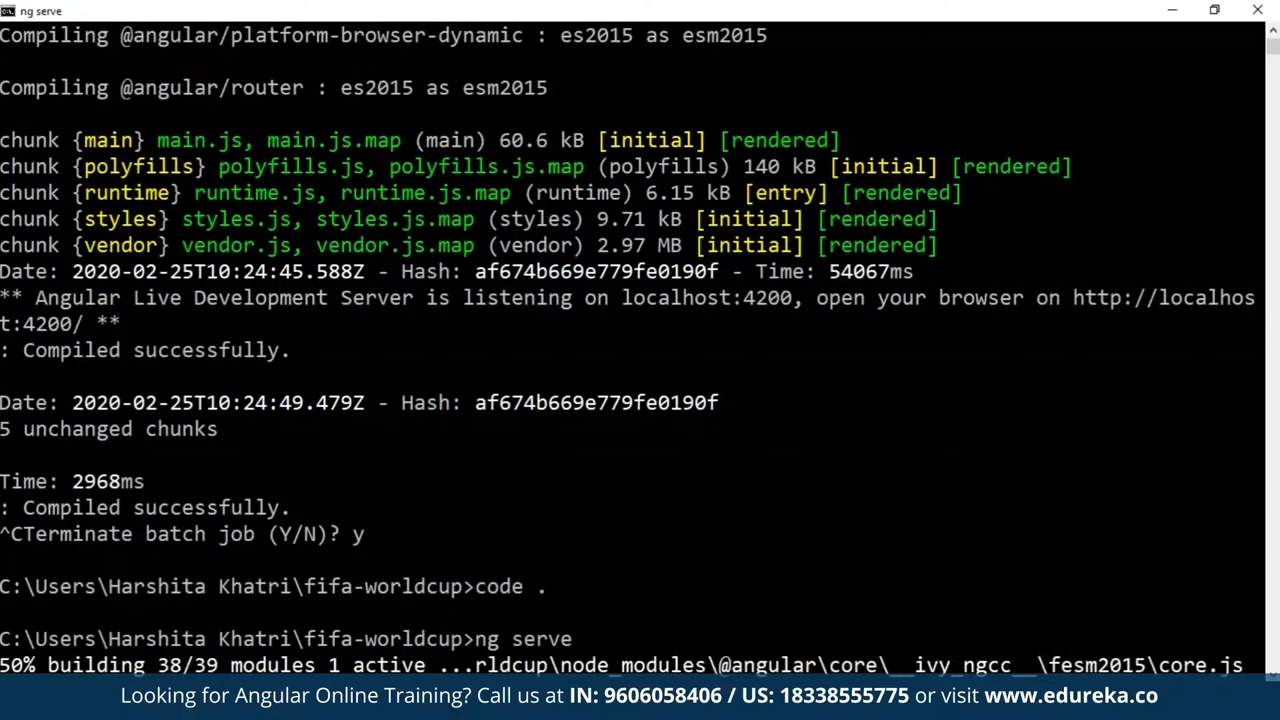 ng serve
Compiling @angular/platform-browser-dynamic : es2015 as esm2015
Compiling @angular/router : es2015 as esm2015
chunk {main} main.js, main.js.map (main) 60.6 kB [initial] [rendered]
chunk {polyfills} polyfills.js, polyfills.js.map (polyfills) 140 kB [initial] [rendered]
chunk {runtime} runtime.js, runtime.js.map (runtime) 6.15 kB [entry] [rendered]
chunk {styles} styles.js, styles.js.map (styles) 9.71 kB [initial] [rendered]
chunk {vendor} vendor.js, vendor.js.map (vendor) 2.97 MB [initial] [rendered]
Date: 2020-02-25T10:24:45.588Z - Hash: af674b669e779fe0190f - Time: 54067ms
** Angular Live Development Server is listening on localhost:4200, open your browser on http://localhos
t:4200/ **
: Compiled successfully.
Date: 2020-02-25T10:24:49.479Z - Hash: af674b669e779fe0190f
5 unchanged chunks
Time: 2968ms
: Compiled successfully.
^CTerminate batch job (Y/N)? y
C:\Users\Harshita Khatri\fifa-worldcup>code .
C:\Users\Harshita Khatri\fifa-worldcup>ng serve
50% building 38/39 modules 1 active ...rldcup\node_modules\@angular\core\__ivy_ngcc__\fesm2015\core.js
Looking for Angular Online Training? Call us at IN: 9606058406 / US: 18338555775 or visit www.edureka.co